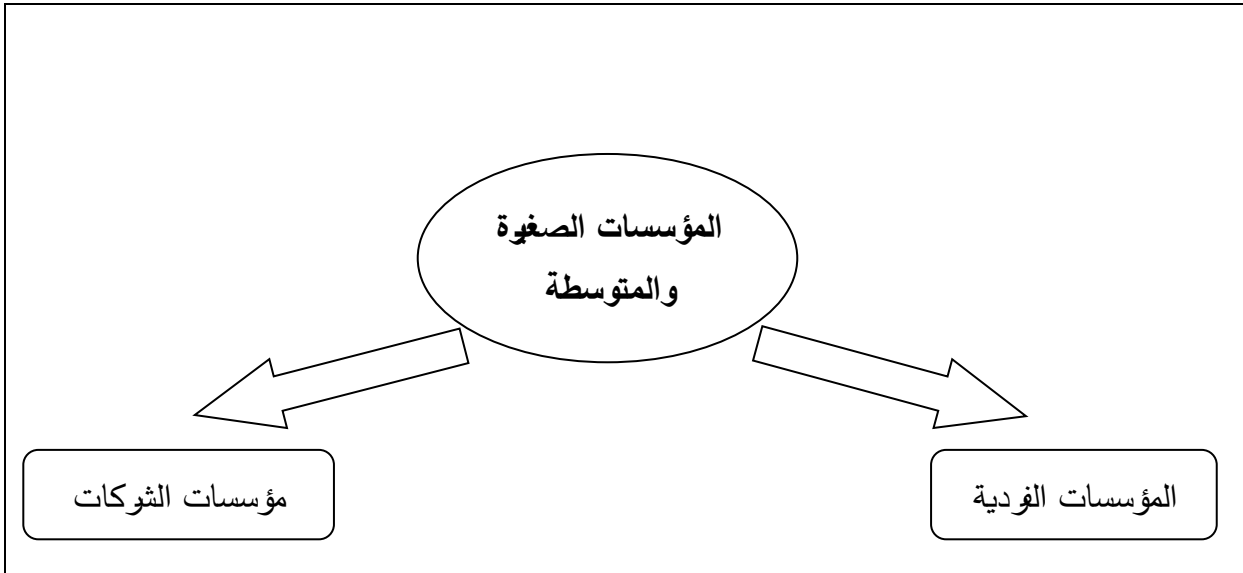 المؤسسات الصغيرة
والمتوسطة
المؤسسات الفردية
مؤسسات الشركات